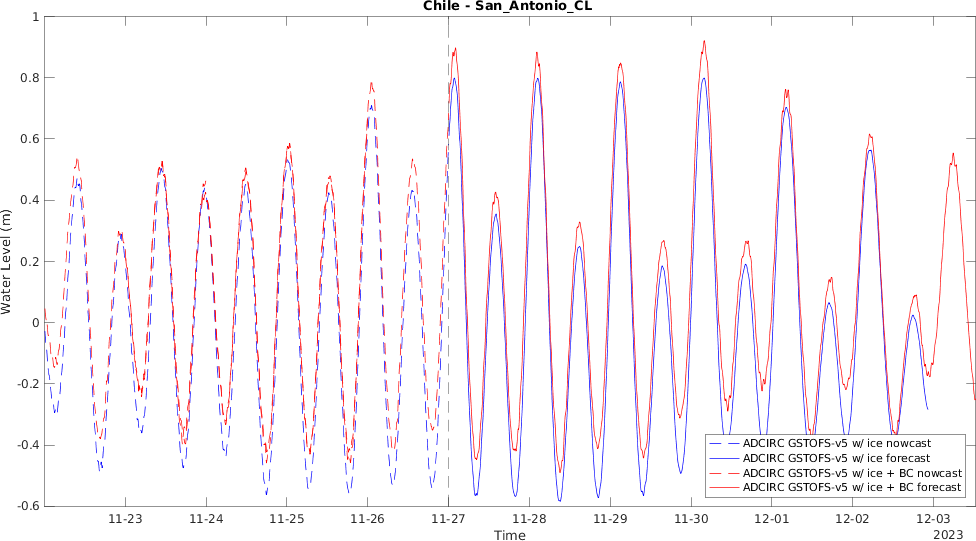 Chile - San_Antonio_CL
Water Level (m)
1
0.8
0.6
0.4
0.2
0
-0.2
-0.4
-0.6
ADCIRC GSTOFS-v5 w/ ice nowcast
ADCIRC GSTOFS-v5 w/ ice forecast
ADCIRC GSTOFS-v5 w/ ice + BC nowcast
ADCIRC GSTOFS-v5 w/ ice + BC forecast
11-23 11-24 11-25 11-26 11-27 11-28 11-29 11-30 12-01 12-02 12-03
Time
2023